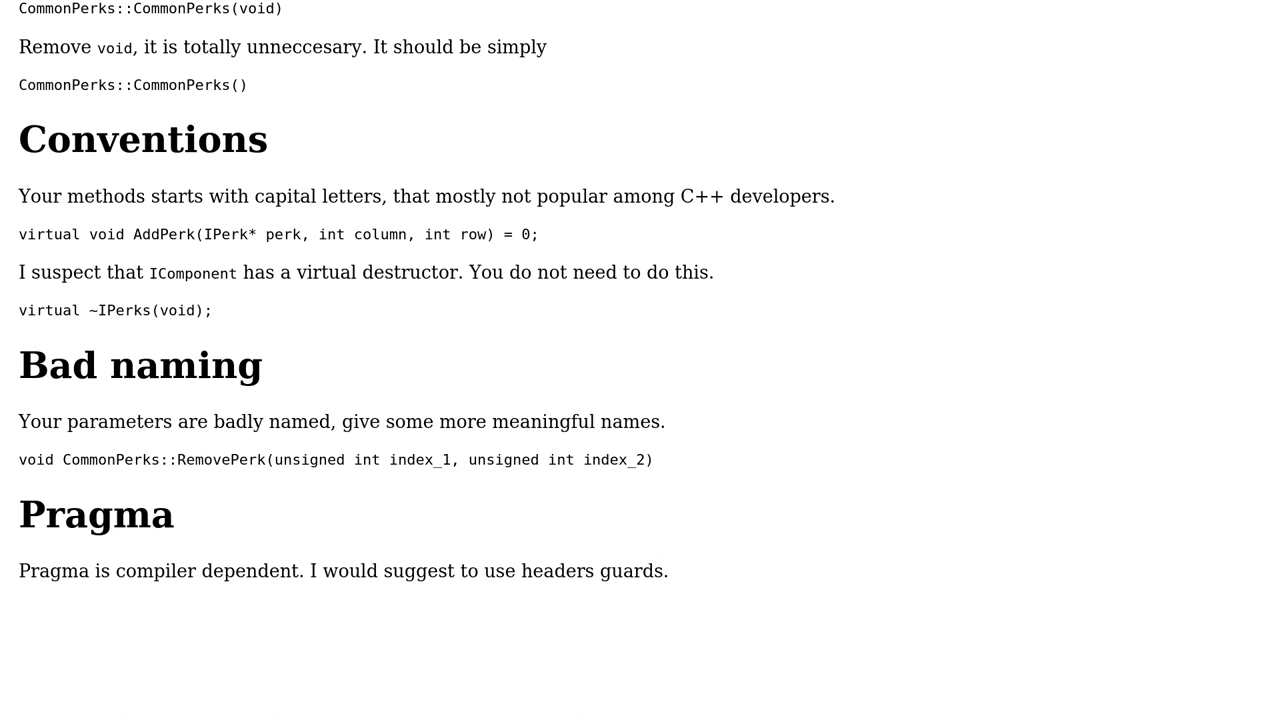 CommonPerks::CommonPerks(void)
Remove void, it is totally unneccesary. It should be simply
CommonPerks::CommonPerks()
Conventions
Your methods starts with capital letters, that mostly not popular among C++ developers.
virtual void AddPerk(IPerk* perk, int column, int row) = 0;
I suspect that IComponent has a virtual destructor. You do not need to do this.
virtual ~IPerks(void);
Bad naming
Your parameters are badly named, give some more meaningful names.
void CommonPerks::RemovePerk(unsigned int index_1, unsigned int index_2)
Pragma
Pragma is compiler dependent. I would suggest to use headers guards.